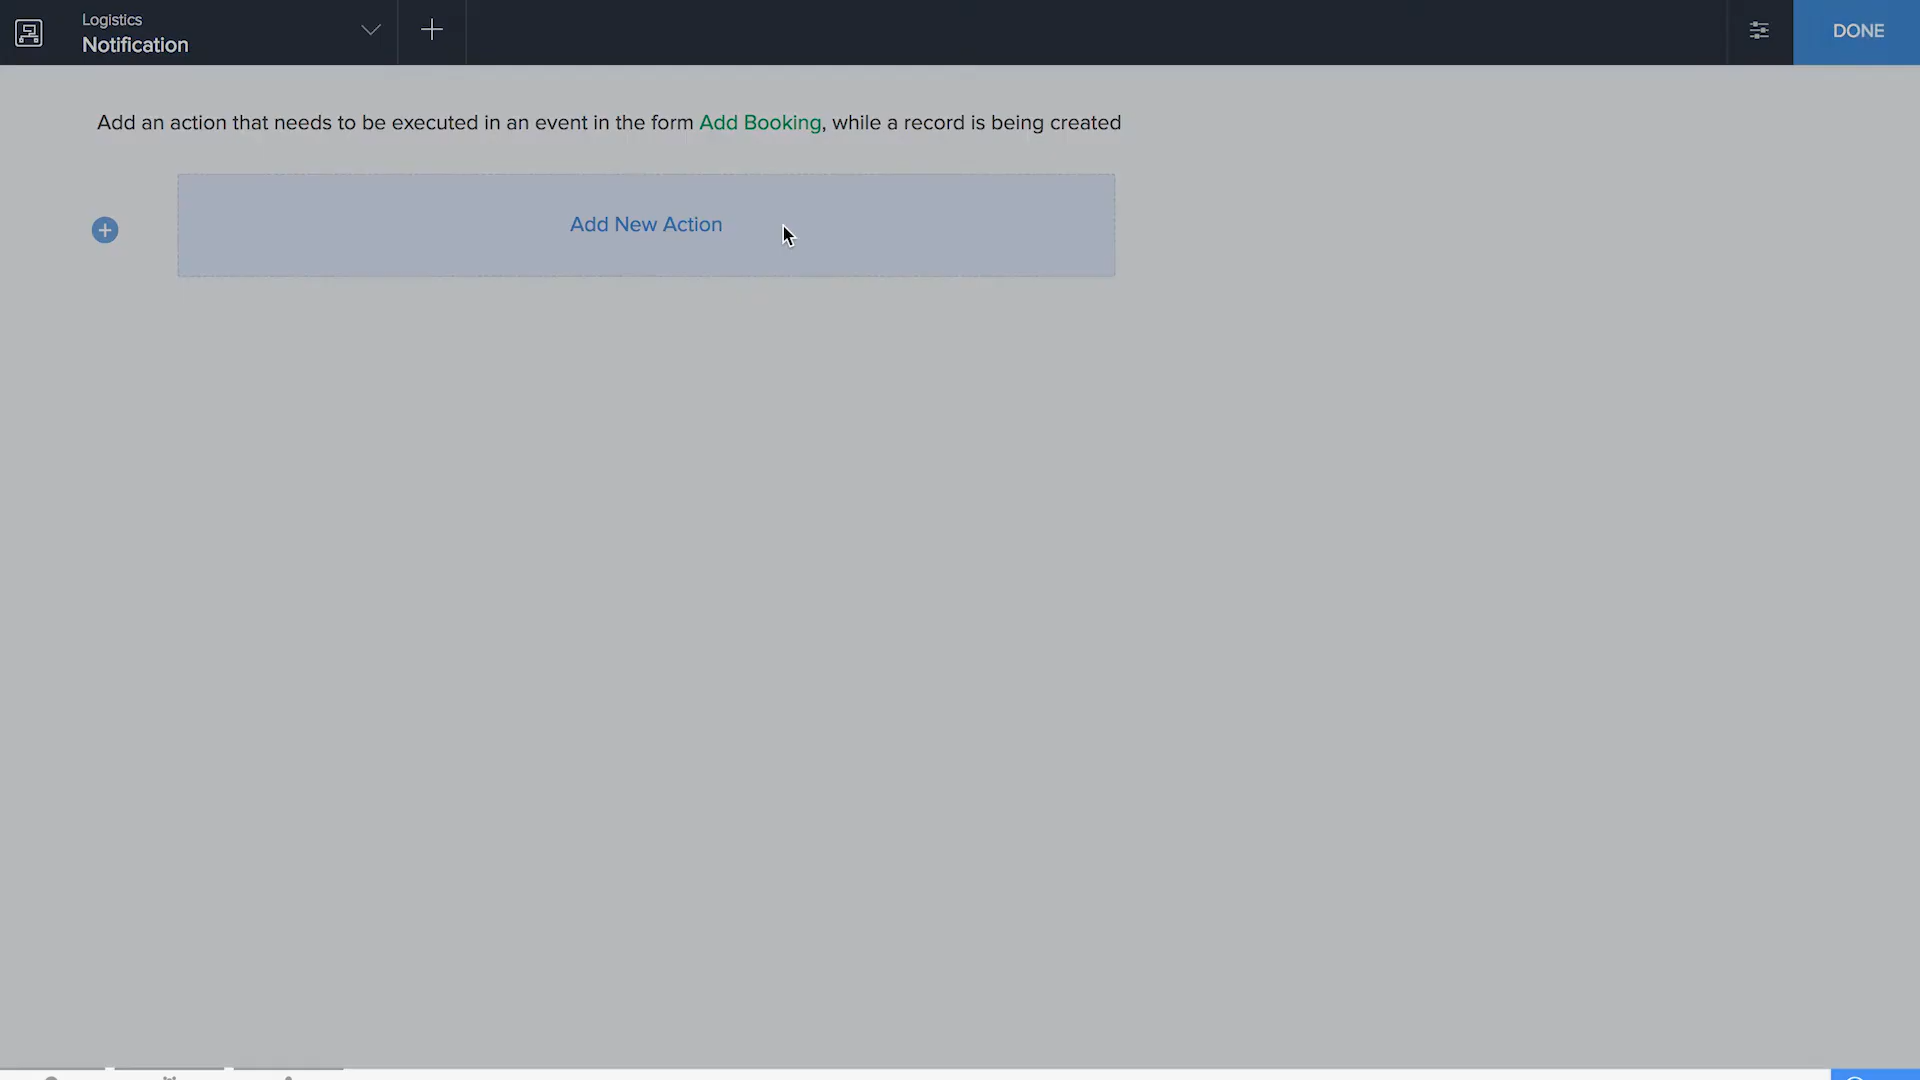 Logistics
Notification
DONE
Add an action that needs to be executed in an event in the form Add Booking, while a record is being created
Add New Action